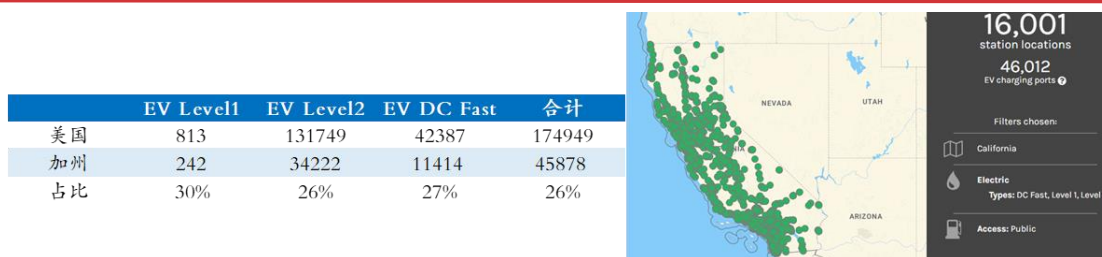 EV Level1 EV Level2 EV DC Fast 合计
美国 813 131749 42387 174949
加州 242 34222 11414 45878
占比 30% 26% 27% 26%
NEVADA
UTAH
ARIZONA
16,001
station locations
46,012
EV charging ports ?
Filters chosen:
California
Electric
Types: DC Fast, Level 1, Level
Access: Public